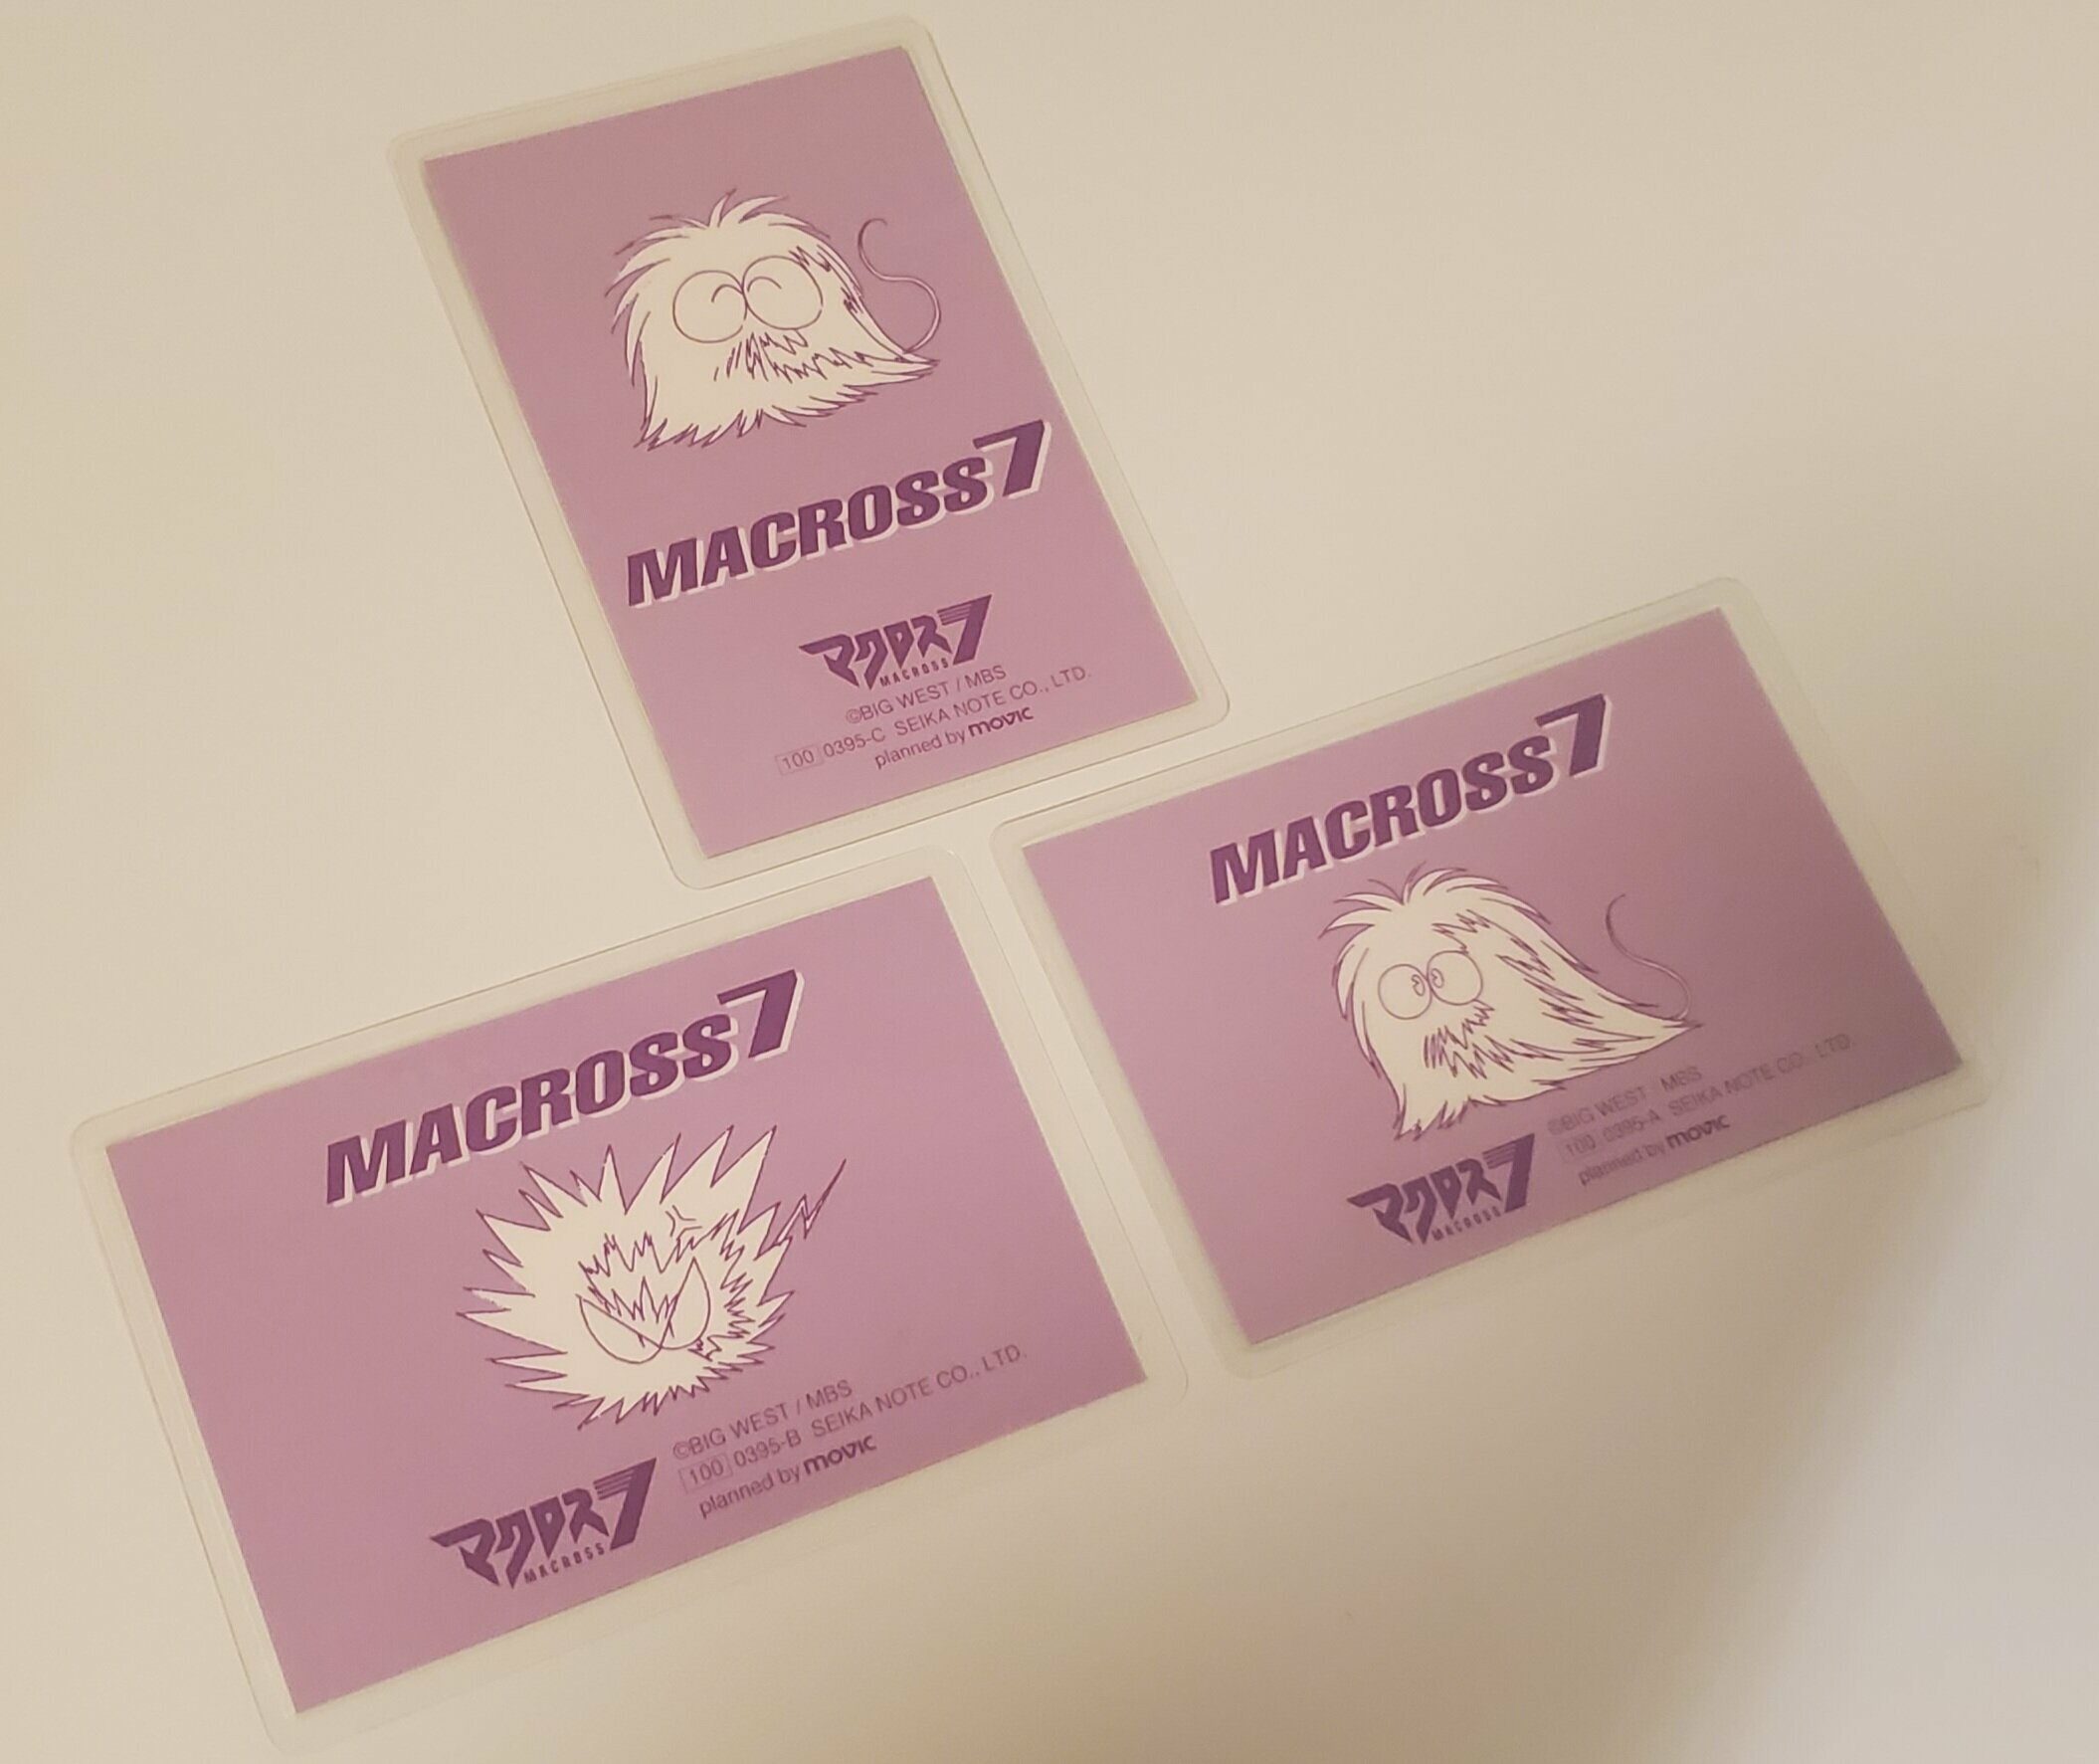 MACROSS7
マクロス7
MACROSS
©BIG WEST / MBS
100 0395-C SEIKA NOTE CO., LTD.
planned by movic
MACROSS7
©BIG WEST / MBS
100 0395-B SEIKA NOTE CO., LTD.
planned by movic
マクロス7
MACROSS
MACROSS7
©BIG WEST · MBS
100 0395-A SEIKA NOTE CO., LTD.
planned by movic
マクロス7
MACROSS